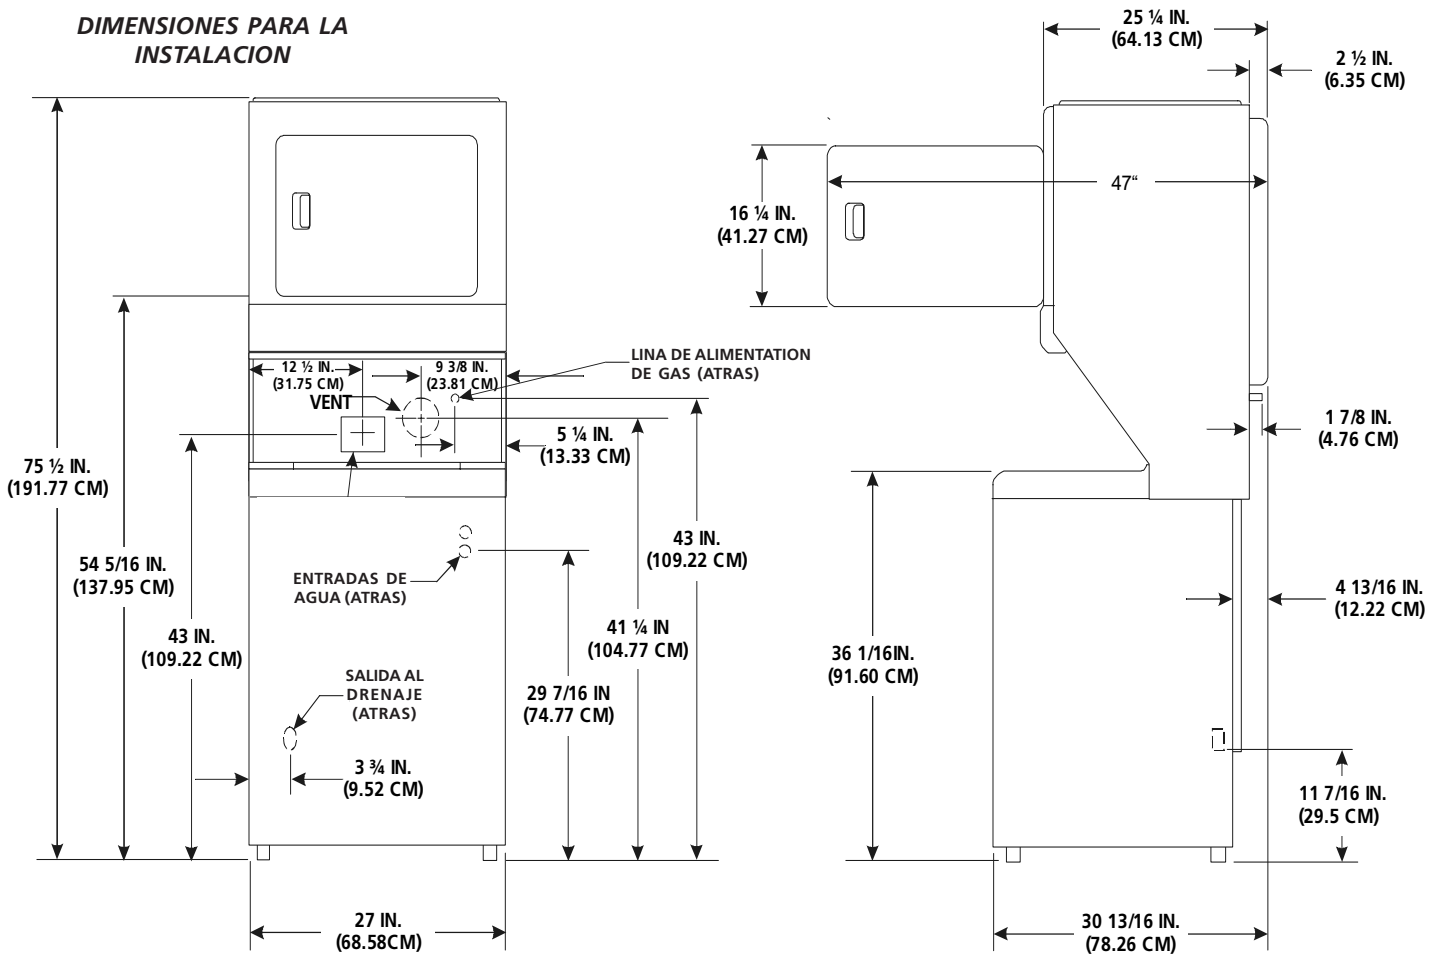 DIMENSIONES PARA LA
INSTALACION
25 ¼ IN.
(64.13 CM)
2 ½ IN.
(6.35 CM)
47“
16 ¼ IN.
(41.27 CM)
12 ½ IN.
(31.75 CM)
9 3/8 IN.
(23.81 CM)
VENT
LINA DE ALIMENTATION
DE GAS (ATRAS)
5 ¼ IN.
(13.33 CM)
1 7/8 IN.
(4.76 CM)
75 ½ IN.
(191.77 CM)
54 5/16 IN.
(137.95 CM)
43 IN.
(109.22 CM)
ENTRADAS DE
AGUA (ATRAS)
43 IN.
(109.22 CM)
41 ¼ IN
(104.77 CM)
29 7/16 IN
(74.77 CM)
SALIDA AL
DRENAJE
(ATRAS)
3 ¾ IN.
(9.52 CM)
36 1/16IN.
(91.60 CM)
4 13/16 IN.
(12.22 CM)
11 7/16 IN.
(29.5 CM)
27 IN.
(68.58CM)
30 13/16 IN.
(78.26 CM)